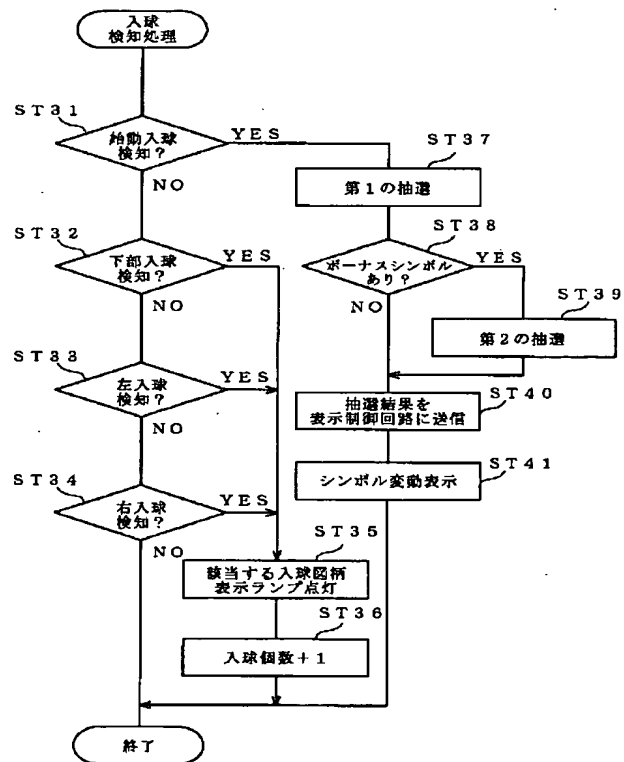 入球
検知処理
ST31
始動入球
検知？
YES
NO
ST37
第1の抽選
ST32
下部入球
検知？
YES
NO
ST38
ボーナスシンボル
あり？
YES
NO
ST39
第2の抽選
ST33
左入球
検知？
YES
NO
ST40
抽選結果を
表示制御回路に送信
ST34
右入球
検知？
YES
NO
ST41
シンボル変動表示
ST35
該当する入球図柄
表示ランプ点灯
ST36
入球個数＋1
終了